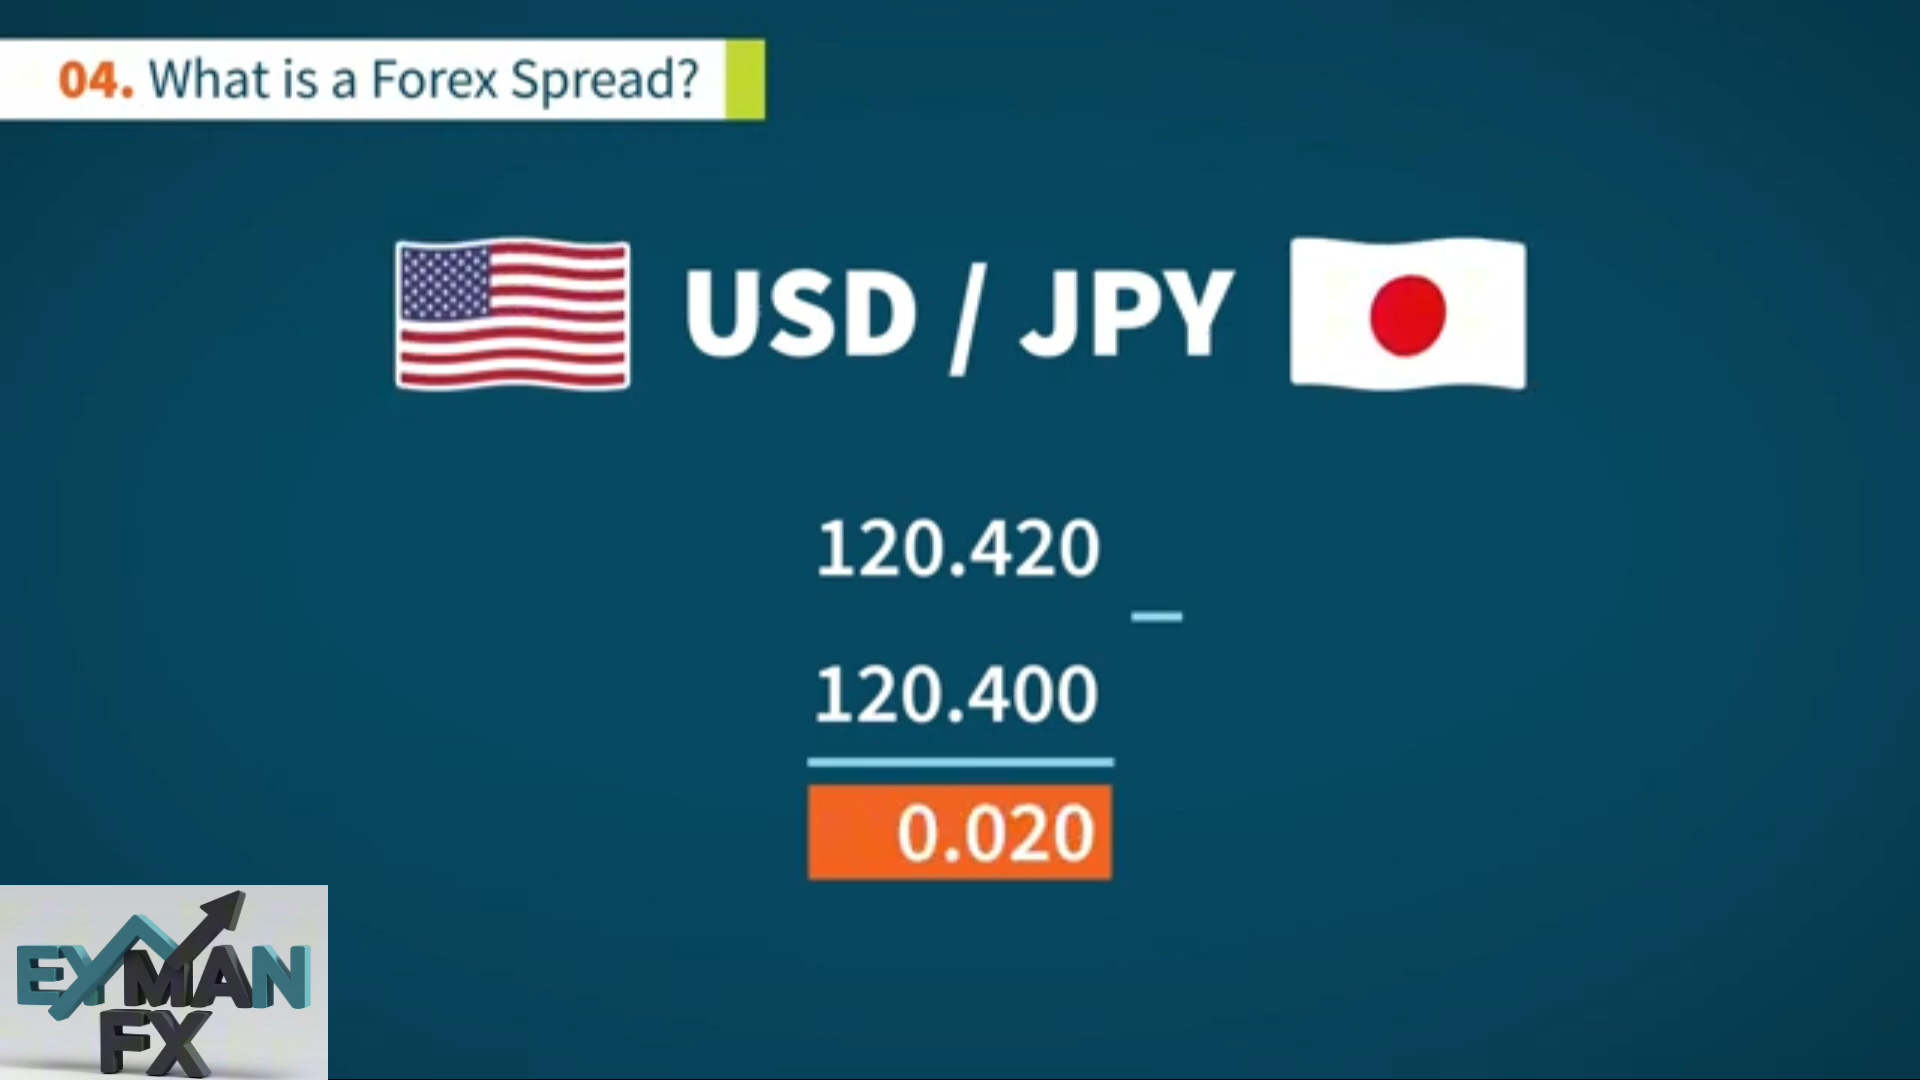 04. What is a Forex Spread?
USD / JPY
120.420
—
120.400
0.020
EYMAN
FX